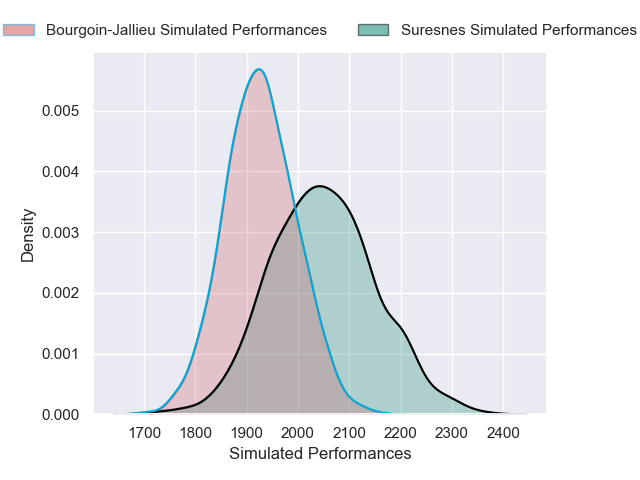 Bourgoin-Jallieu Simulated Performances
Suresnes Simulated Performances
0.005
0.004
0.003
0.002
0.001
0.000
Density
1700 1800 1900 2000 2100 2200 2300 2400
Simulated Performances